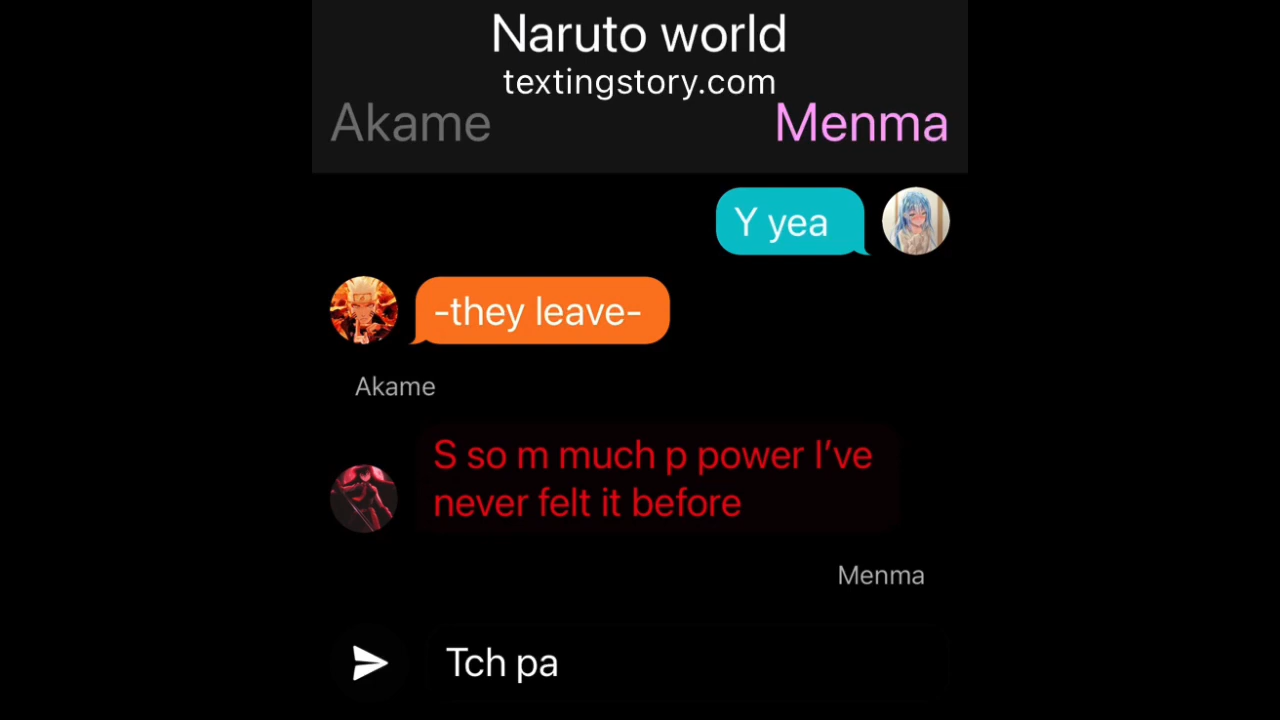 Naruto world
textingstory.com
Akame
Menma
Y yea
-they leave-
Akame
S so m much p power I’ve
never felt it before
Menma
Tch pa